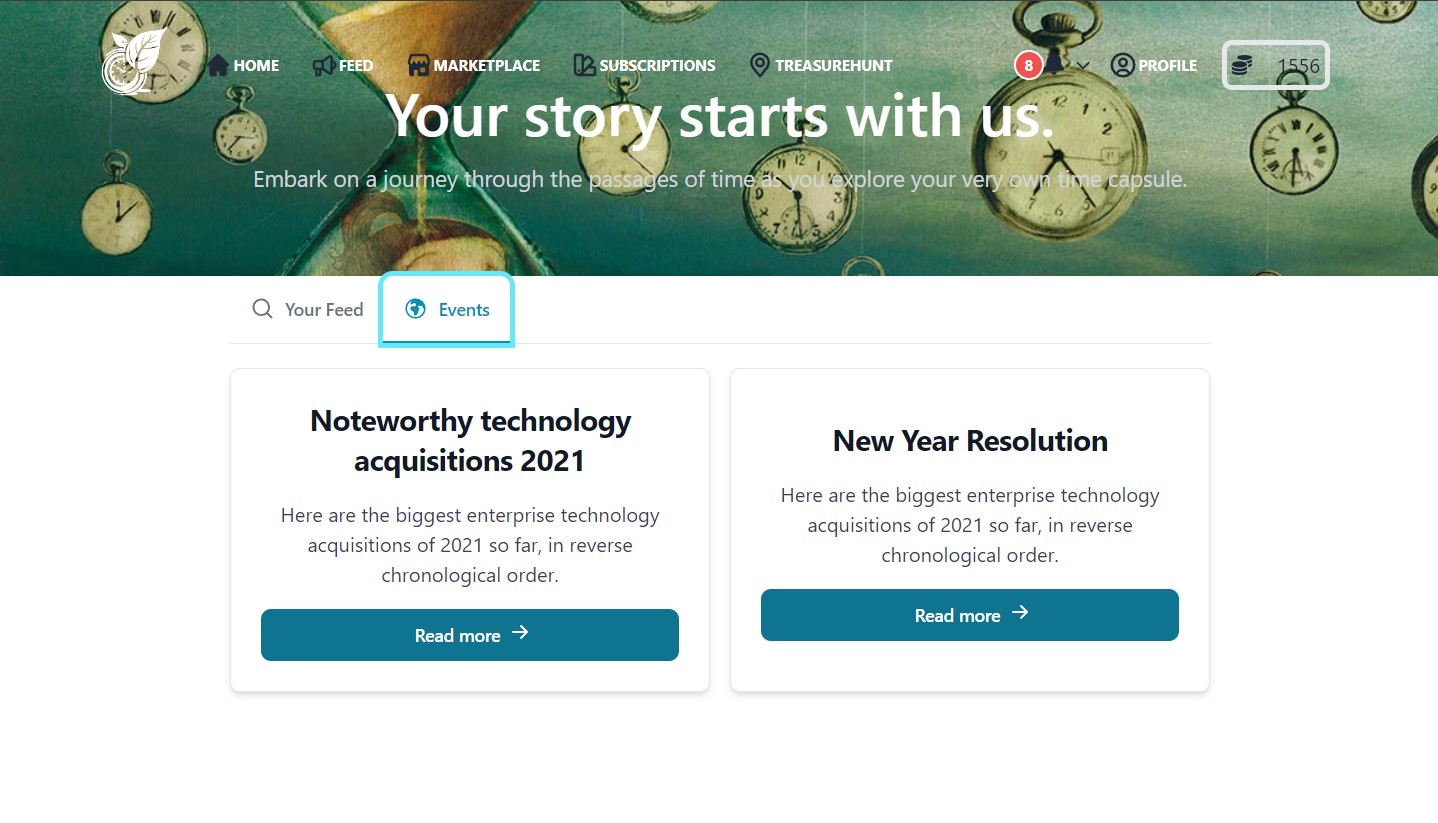 HOME FEED MARKETPLACE SUBSCRIPTIONS TREASUREHUNT 8 PROFILE 1556
Your story starts with us.
Embark on a journey through the passages of time as you explore your very own time capsule.
Your Feed Events
Noteworthy technology
acquisitions 2021
Here are the biggest enterprise technology
acquisitions of 2021 so far, in reverse
chronological order.
Read more
New Year Resolution
Here are the biggest enterprise technology
acquisitions of 2021 so far, in reverse
chronological order.
Read more